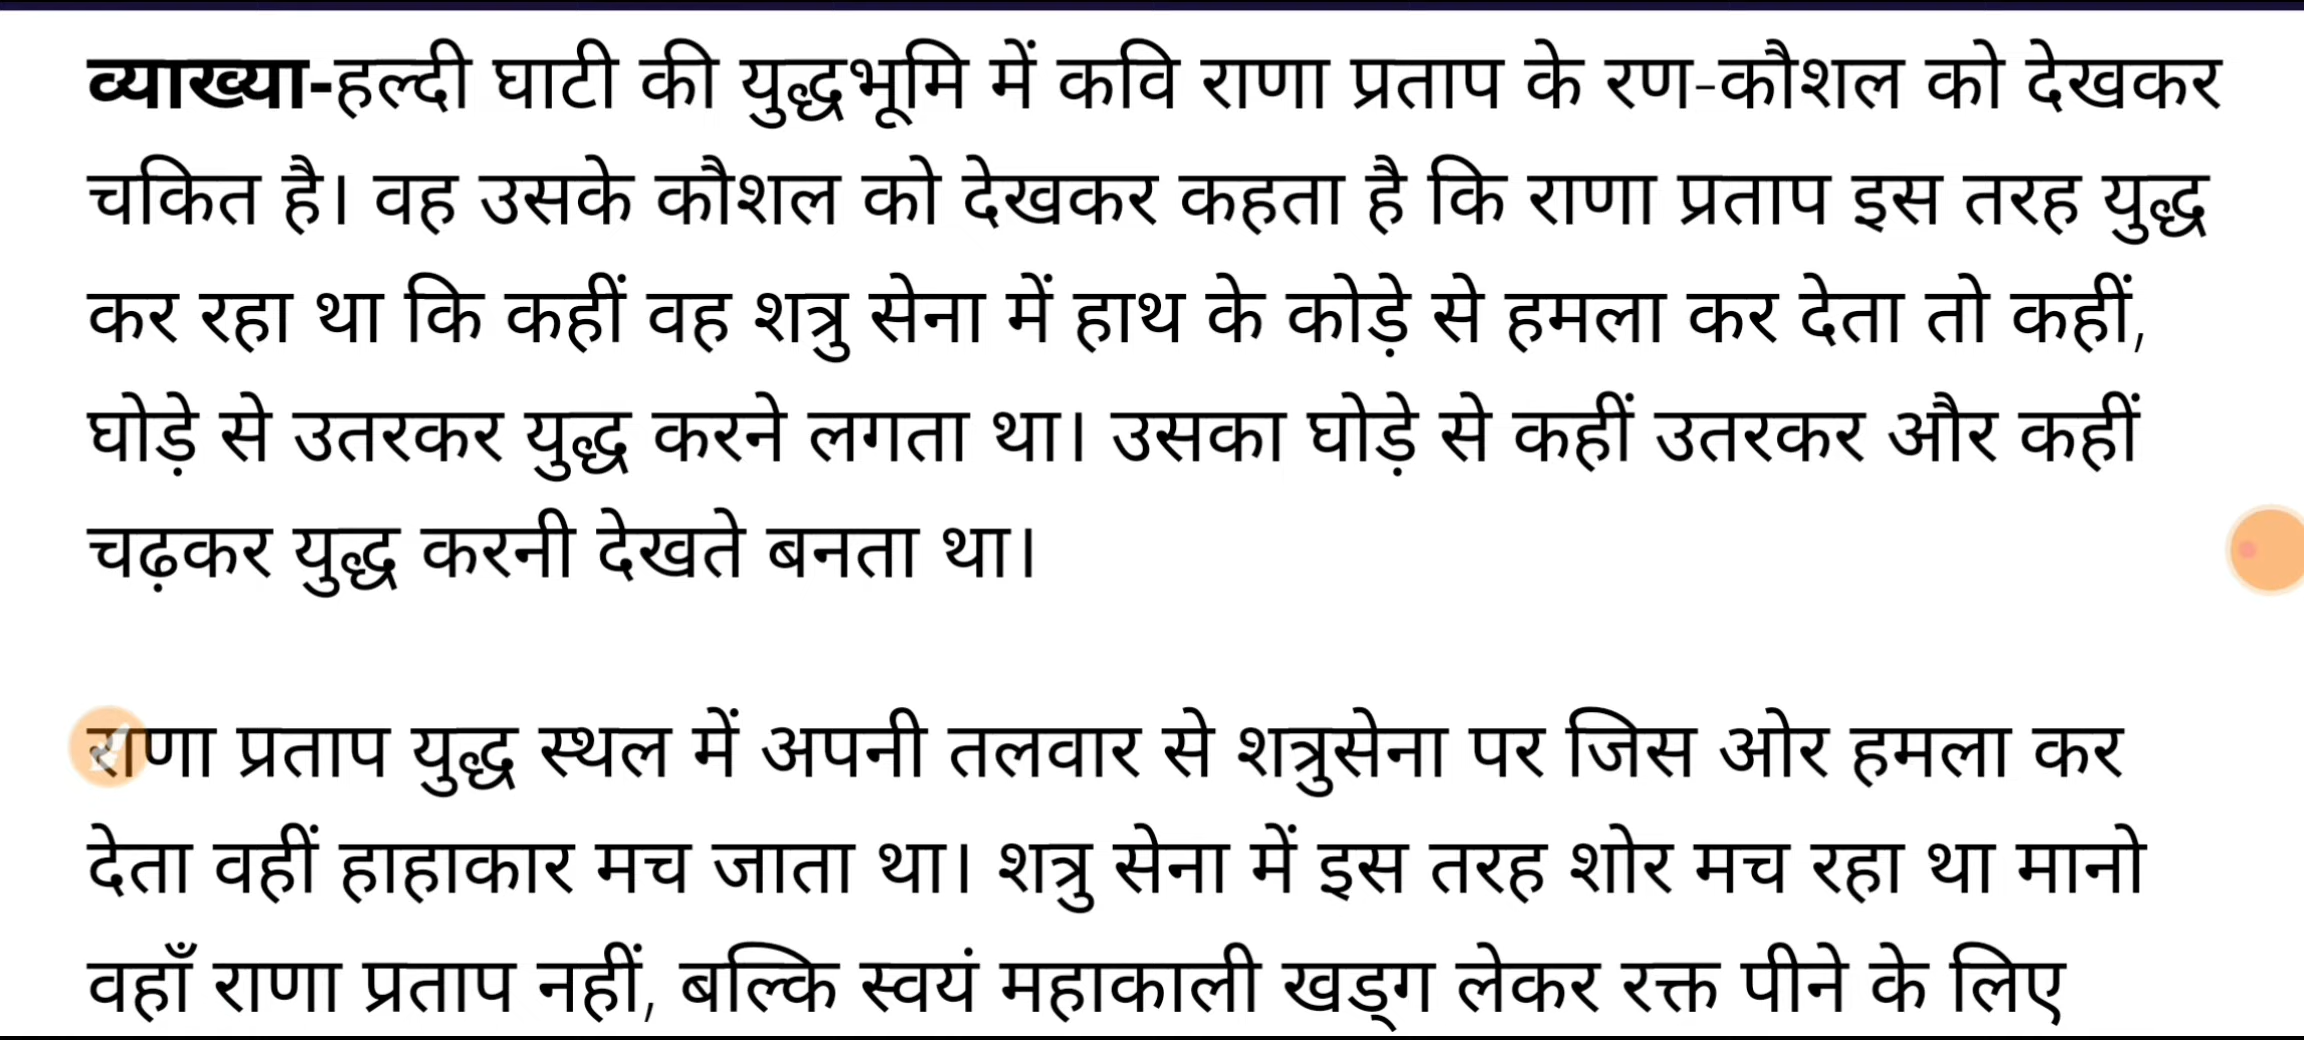 व्याख्या-हल्दी घाटी की युद्धभूमि में कवि राणा प्रताप के रण-कौशल को देखकर
चकित है। वह उसके कौशल को देखकर कहता है कि राणा प्रताप इस तरह युद्ध
कर रहा था कि कहीं वह शत्रु सेना में हाथ के कोड़े से हमला कर देता तो कहीं,
घोड़े से उतरकर युद्ध करने लगता था। उसका घोड़े से कहीं उतरकर और कहीं
चढ़कर युद्ध करनी देखते बनता था।
राणा प्रताप युद्ध स्थल में अपनी तलवार से शत्रुसेना पर जिस ओर हमला कर
देता वहीं हाहाकार मच जाता था। शत्रु सेना में इस तरह शोर मच रहा था मानो
वहाँ राणा प्रताप नहीं, बल्कि स्वयं महाकाली खड्ग लेकर रक्त पीने के लिए